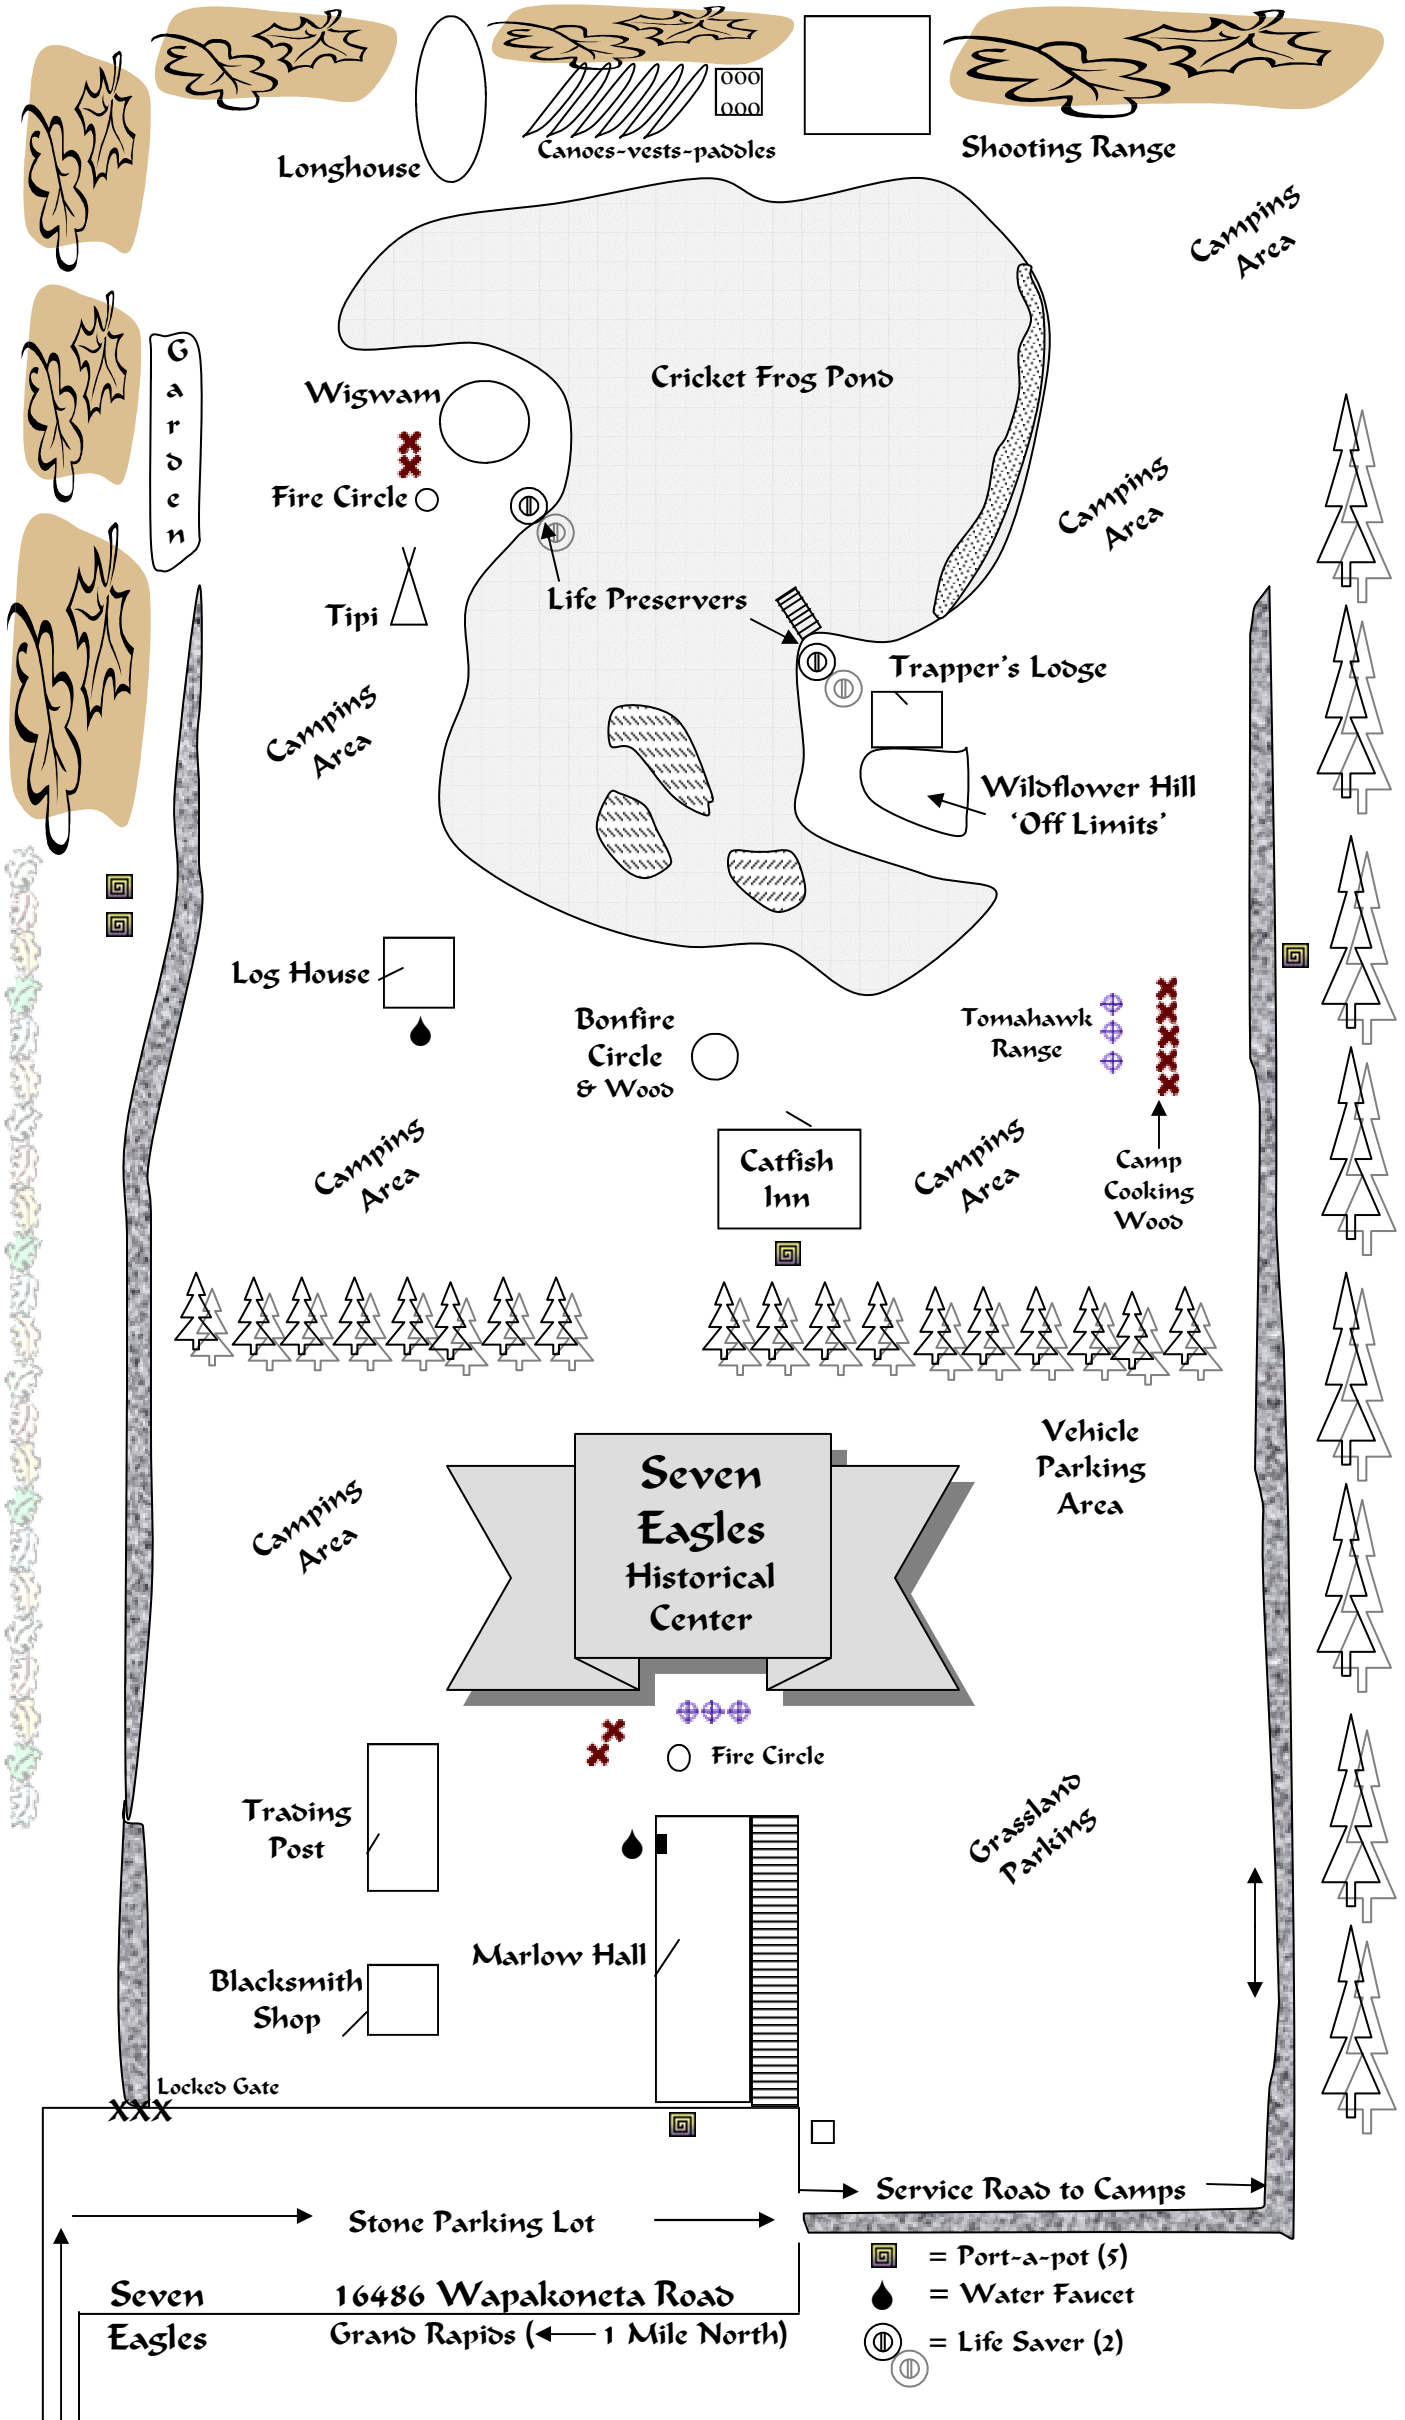 Longhouse
Canoes-vests-paddles
ooo
ooo
Shooting Range
Camping
Area
Garden
Wigwam
Cricket Frog Pond
Fire Circle
Camping
Area
Tipi
Life Preservers
Trapper's Lodge
Camping
Area
Wildflower Hill
'Off Limits'
Log House
Bonfire
Circle
& Wood
Tomahawk
Range
Camping
Area
Catfish
Inn
Camping
Area
Camp
Cooking
Wood
Vehicle
Parking
Area
Camping
Area
Seven
Eagles
Historical
Center
Fire Circle
Trading
Post
Grassland
Parking
Marlow Hall
Blacksmith
Shop
Locked Gate
XXX
Service Road to Camps
Stone Parking Lot
= Port-a-pot (5)
Seven
Eagles
16486 Wapakoneta Road
Grand Rapids (← 1 Mile North)
= Water Faucet
= Life Saver (2)